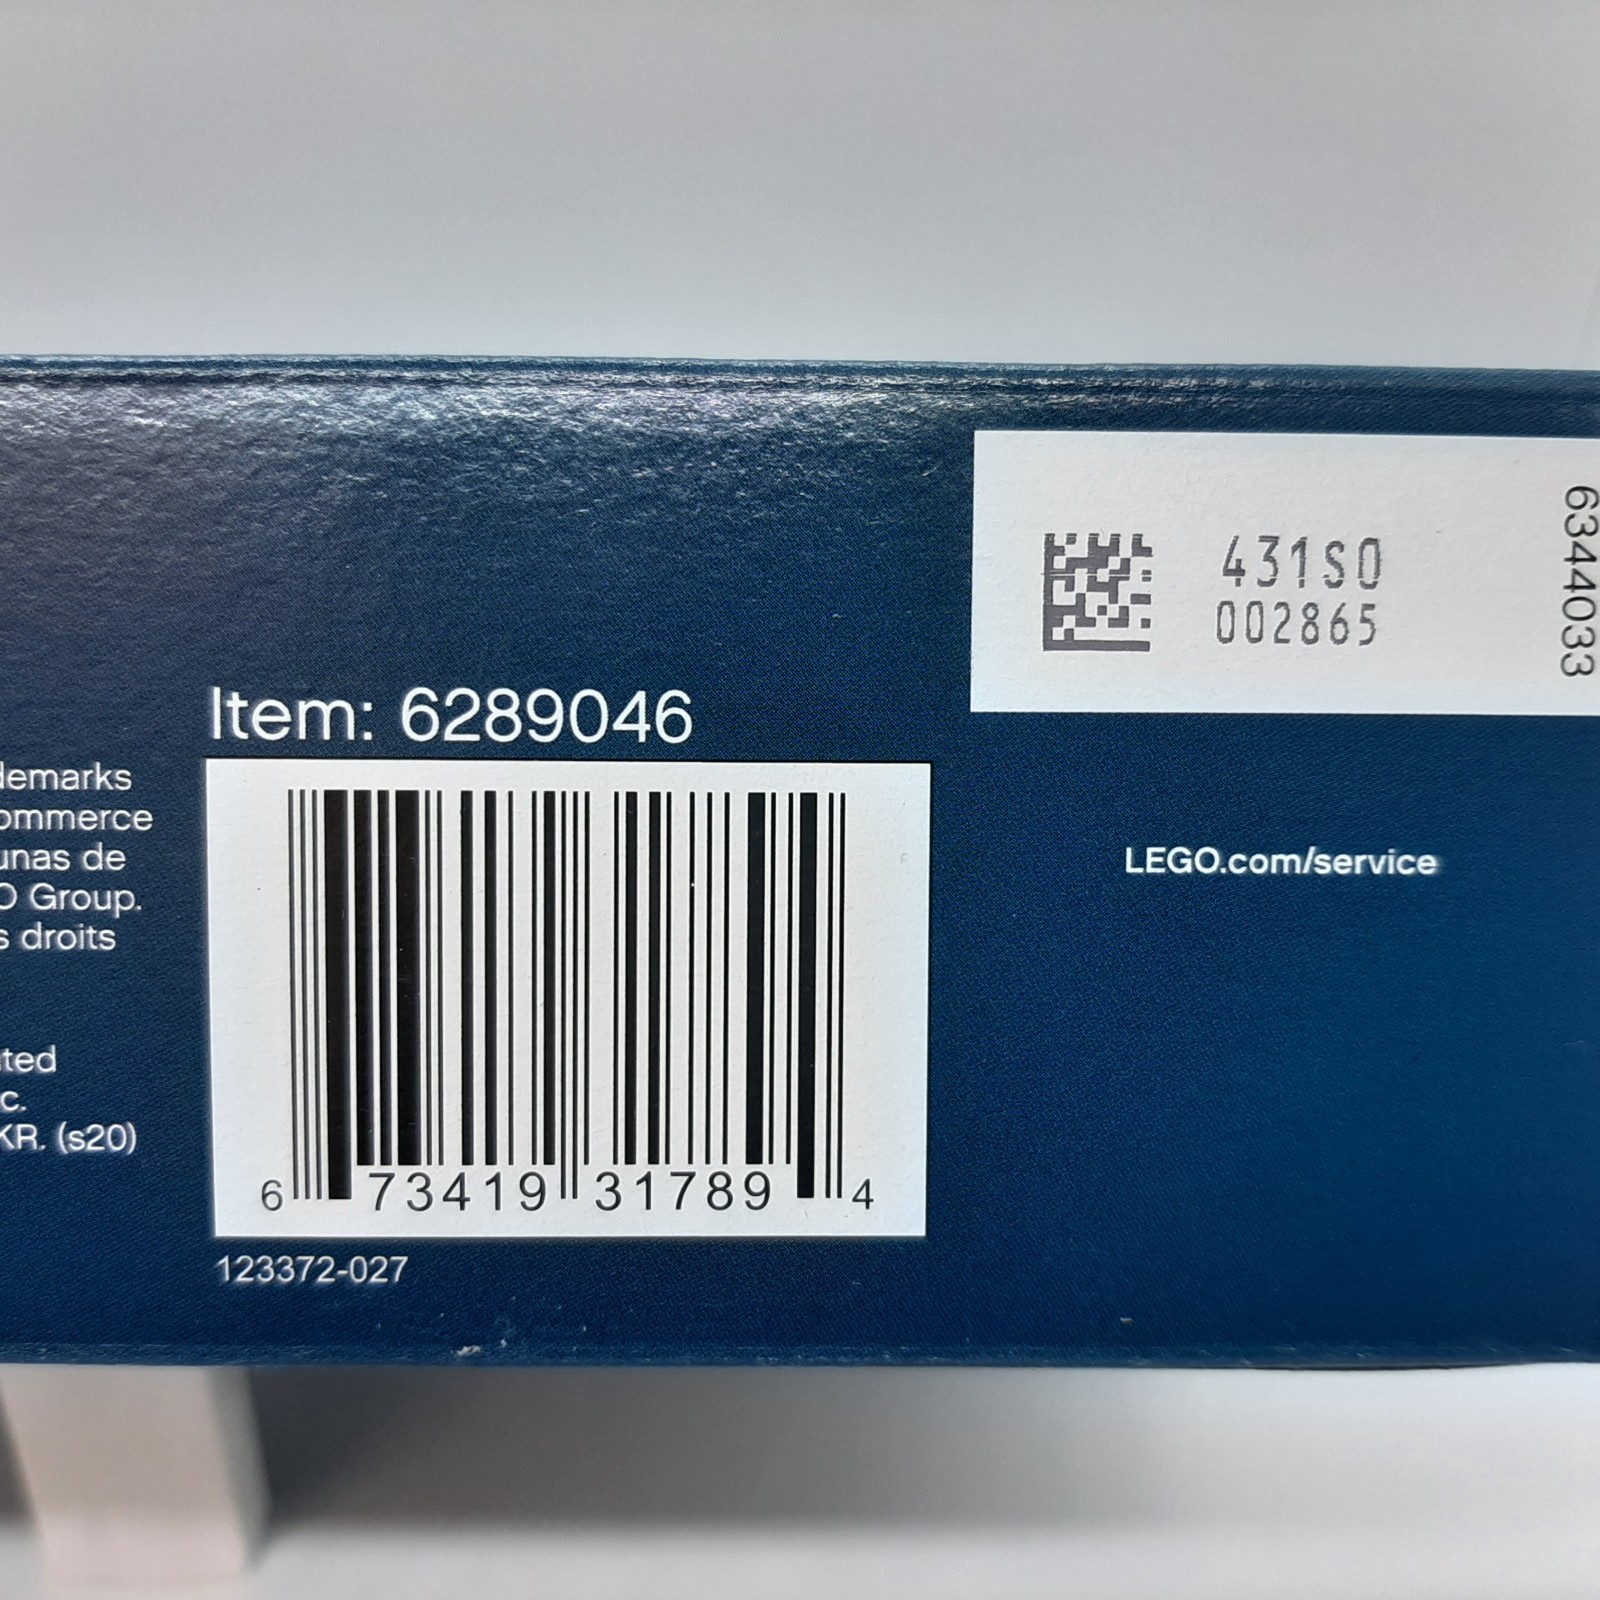 431S0
002865
6344033
Item: 6289046
demarks
ommerce
unas de
O Group.
s droits
ted
c.
KR. (s20)
6 73419 31789 4
123372-027
LEGO.com/service